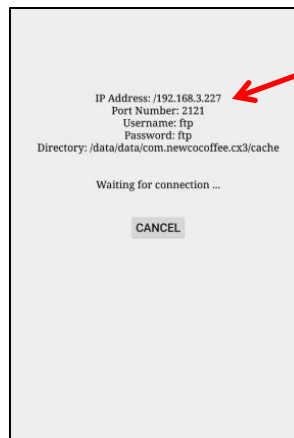 IP Address: /192.168.3.227
Port Number: 2121
Username: ftp
Password: ftp
Directory: /data/data/com.newcocoffee.cx3/cache
Waiting for connection ...
CANCEL